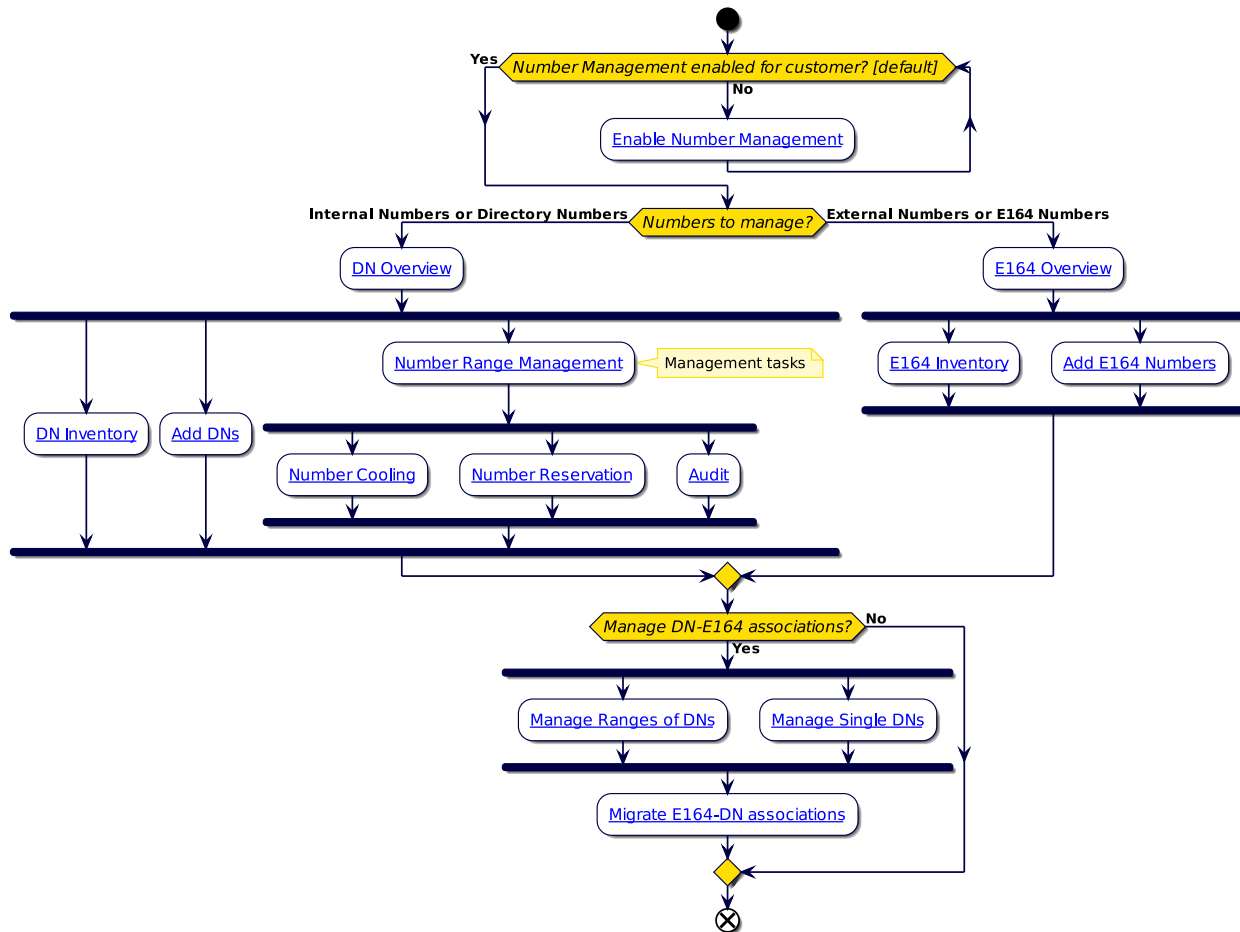 Yes
Number Management enabled for customer? [default]
No
Enable Number Management
Internal Numbers or Directory Numbers
Numbers to manage?
External Numbers or E164 Numbers
DN Overview
E164 Overview
Number Range Management
Management tasks
E164 Inventory
Add E164 Numbers
DN Inventory
Add DNs
Number Cooling
Number Reservation
Audit
Manage DN-E164 associations?
No
Yes
Manage Ranges of DNs
Manage Single DNs
Migrate E164-DN associations